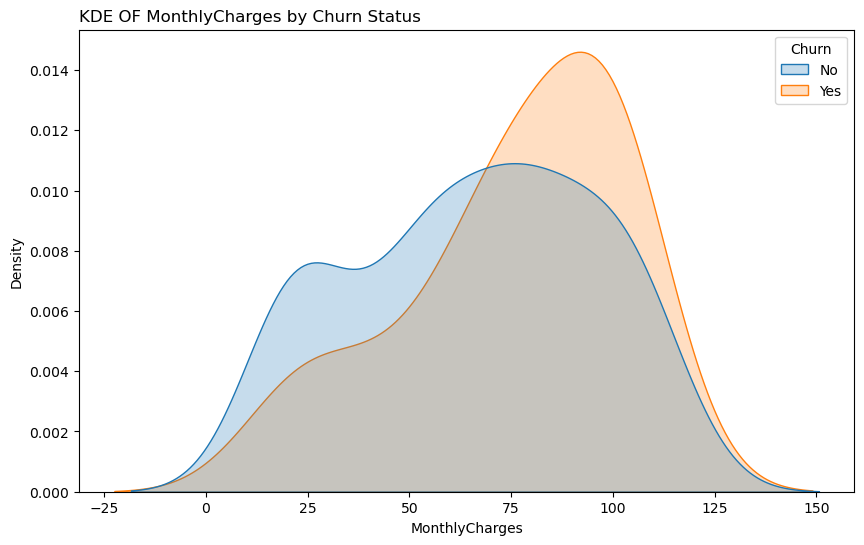 KDE OF MonthlyCharges by Churn Status
Churn
No
Yes
0.014
0.012
0.010
0.008
0.006
0.004
0.002
0.000
Density
−25
0
25
50
75
100
125
150
MonthlyCharges